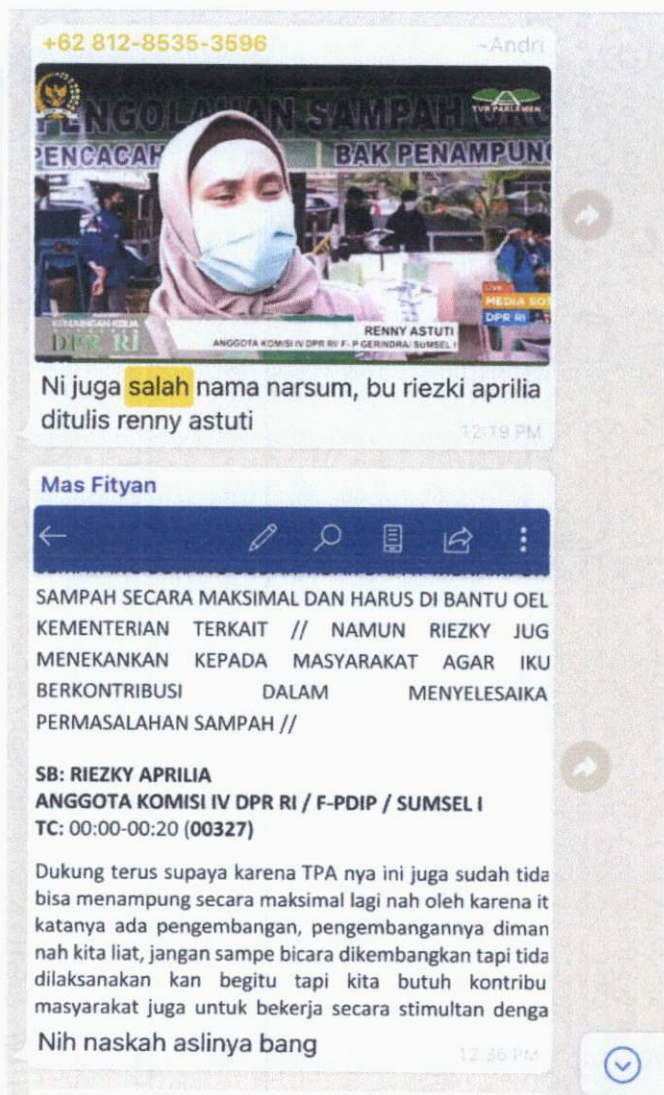 +62 812-8535-3596 ~Andri
PENGOLAHAN SAMPAH
TVR PARLEMEN
PENCACAH BAK PENAMPUN
Live
MEDIA SOS
DPR RI
KUNJUNGAN KERJA
DPR RI
RENNY ASTUTI
ANGGOTA KOMISI IV DPR RI/ F- P GERINDRA/ SUMSEL I
Ni juga salah nama narsum, bu riezki aprilia
ditulis renny astuti
12:19 PM
Mas Fityan
SAMPAH SECARA MAKSIMAL DAN HARUS DI BANTU OEL
KEMENTERIAN TERKAIT // NAMUN RIEZKY JUG
MENEKANKAN KEPADA MASYARAKAT AGAR IKU
BERKONTRIBUSI DALAM MENYELESAIKA
PERMASALAHAN SAMPAH //
SB: RIEZKY APRILIA
ANGGOTA KOMISI IV DPR RI / F-PDIP / SUMSEL I
TC: 00:00-00:20 (00327)
Dukung terus supaya karena TPA nya ini juga sudah tida
bisa menampung secara maksimal lagi nah oleh karena it
katanya ada pengembangan, pengembangannya diman
nah kita liat, jangan sampe bicara dikembangkan tapi tida
dilaksanakan kan begitu tapi kita butuh kontribu
masyarakat juga untuk bekerja secara stimultan denga
Nih naskah aslinya bang
12:36 PM